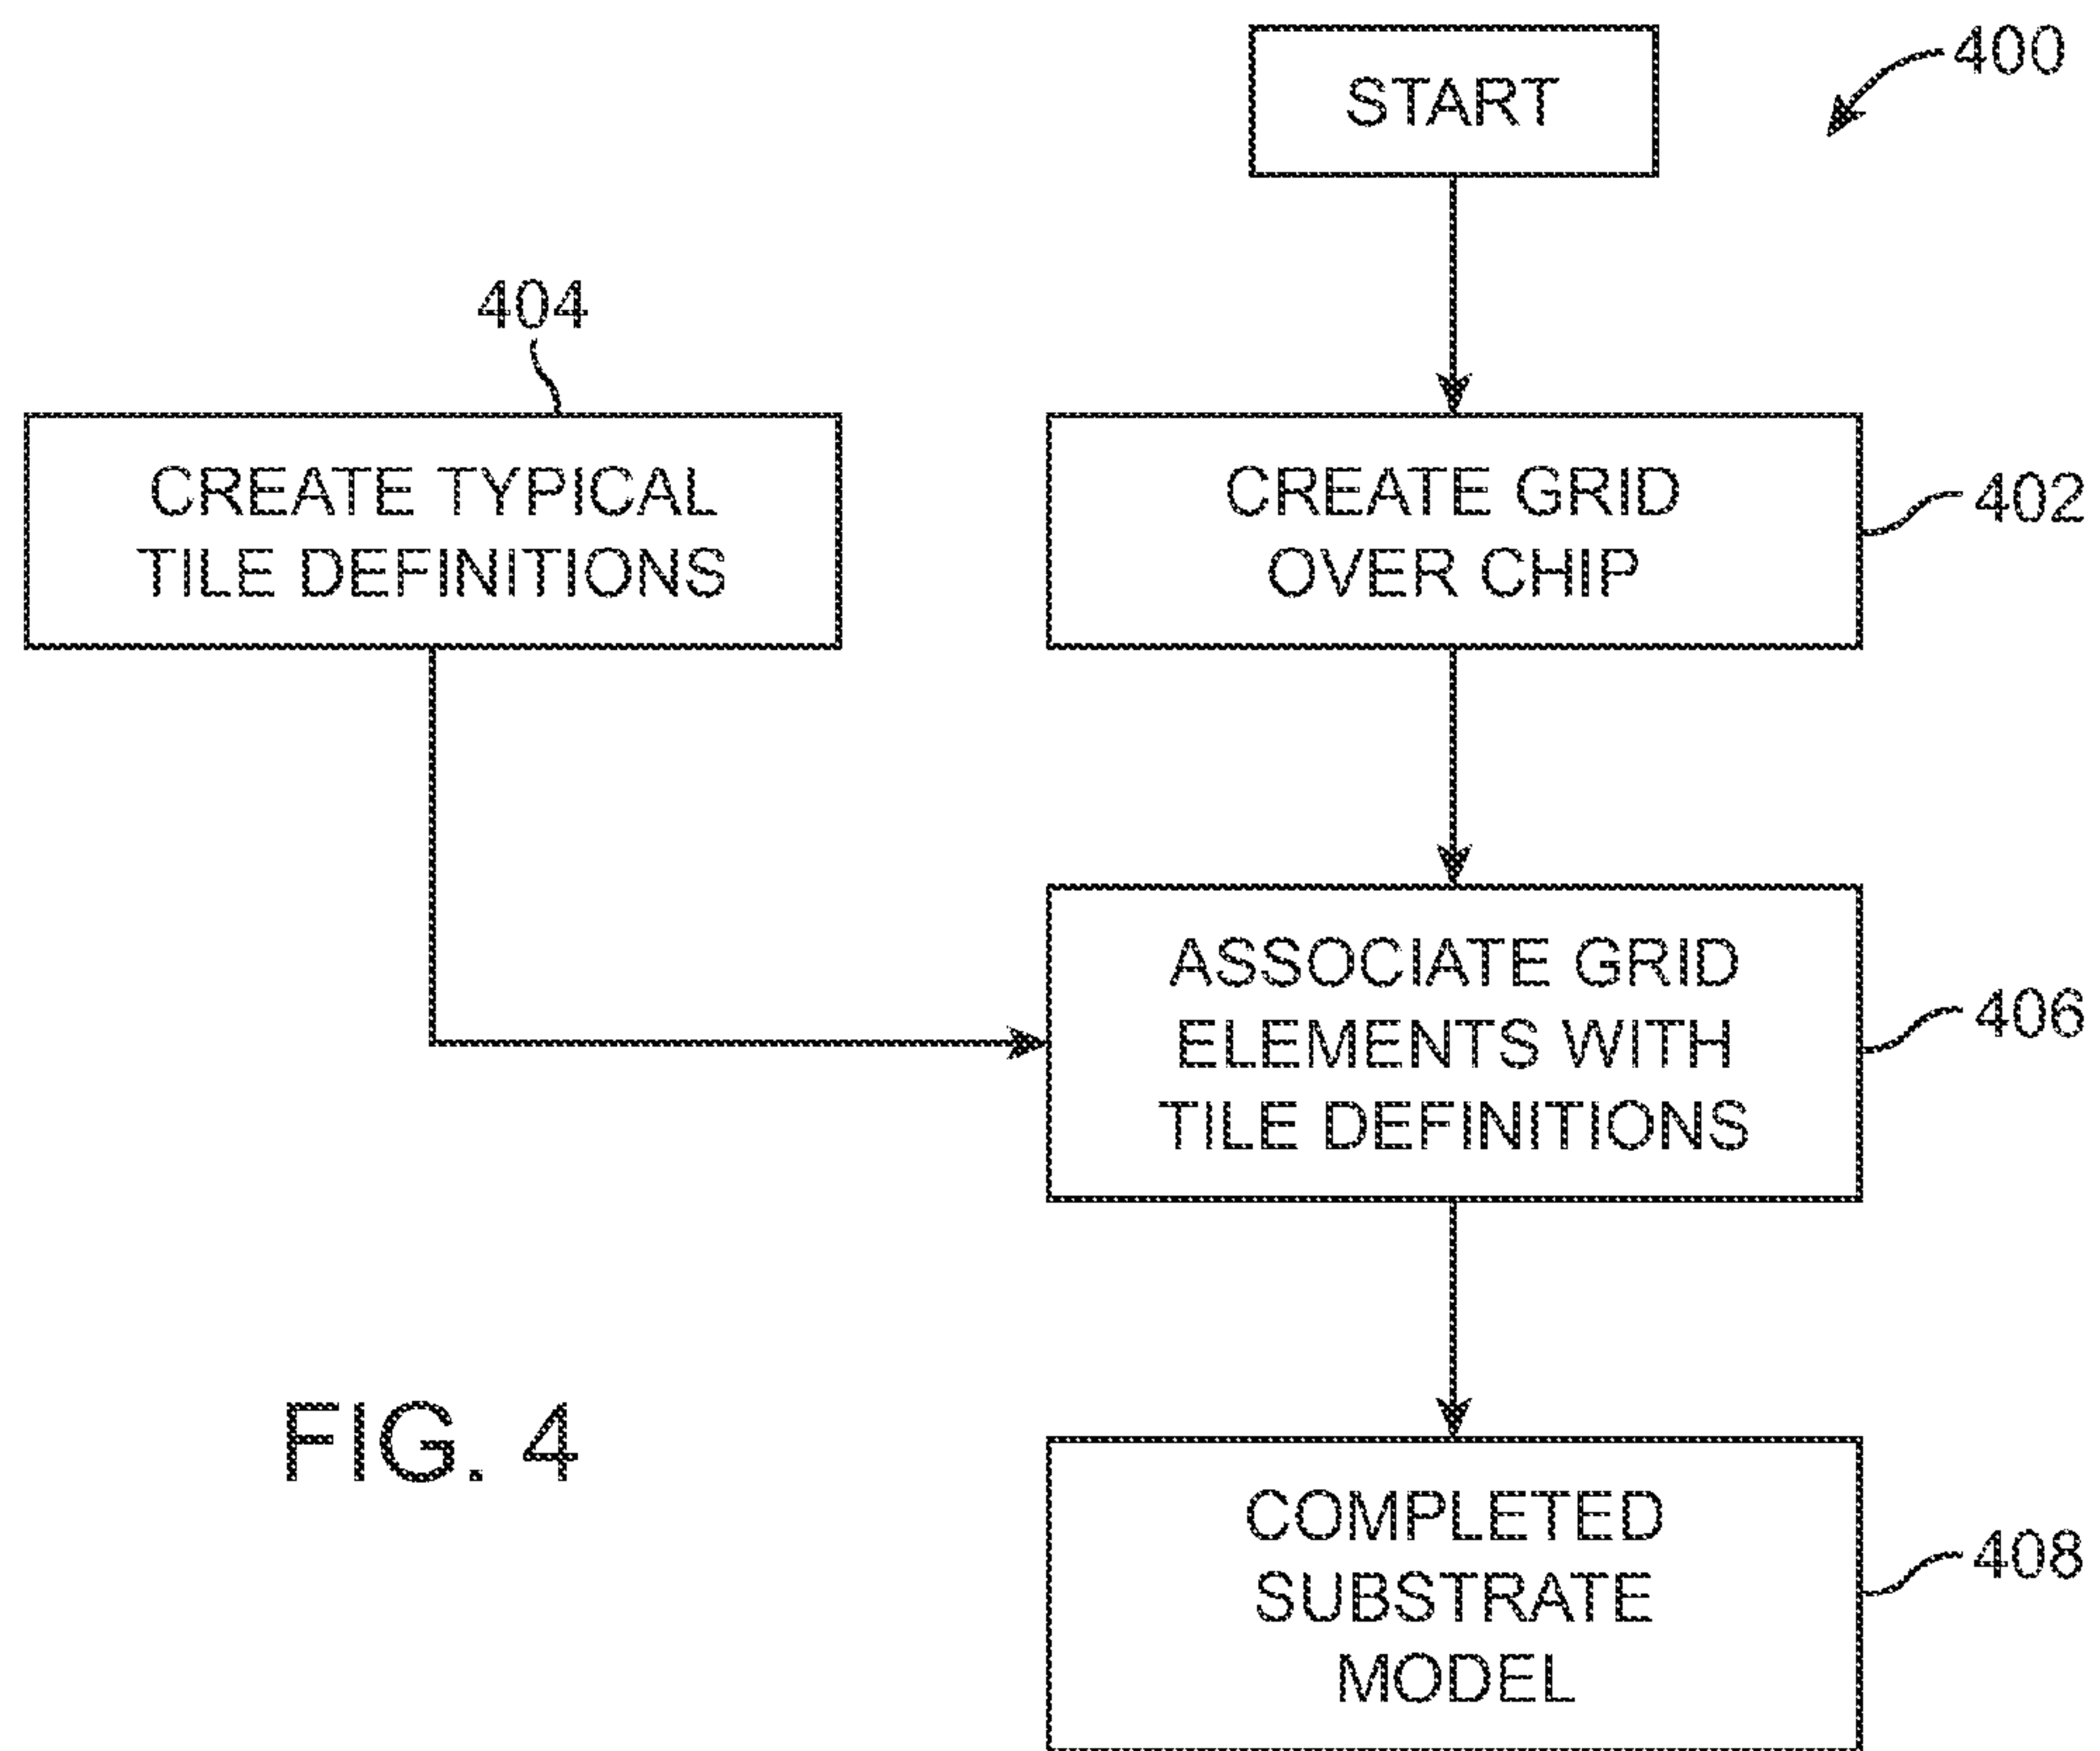 START
400
404
CREATE TYPICAL
TILE DEFINITIONS
CREATE GRID
OVER CHIP
402
ASSOCIATE GRID
ELEMENTS WITH
TILE DEFINITIONS
406
FIG. 4
COMPLETED
SUBSTRATE
MODEL
408